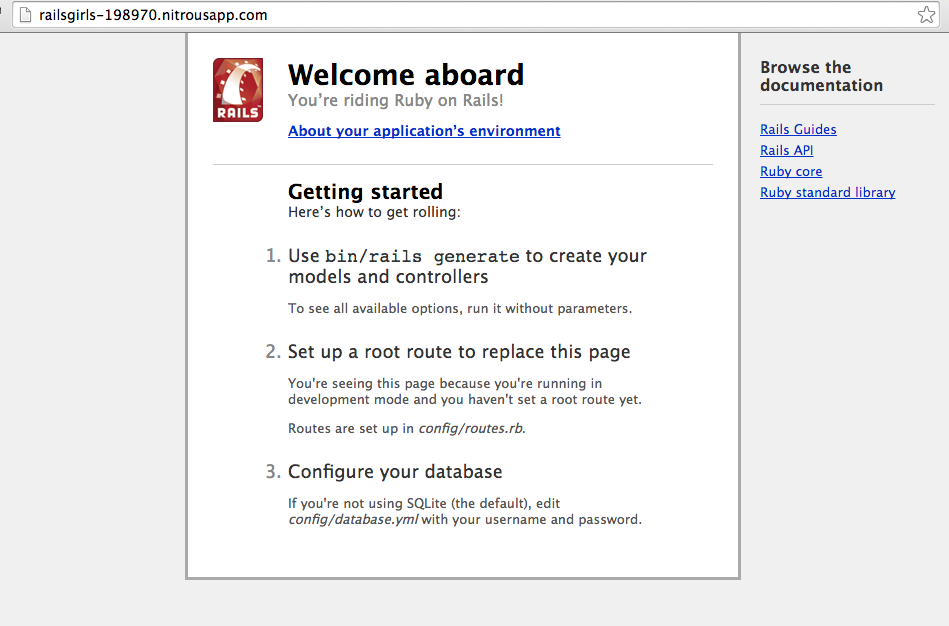 railsgirls-198970.nitrousapp.com
RAILS
Welcome aboard
You’re riding Ruby on Rails!
About your application’s environment
Getting started
Here’s how to get rolling:
1. Use bin/rails generate to create your
models and controllers
To see all available options, run it without parameters.
2. Set up a root route to replace this page
You're seeing this page because you're running in
development mode and you haven't set a root route yet.
Routes are set up in config/routes.rb.
3. Configure your database
If you're not using SQLite (the default), edit
config/database.yml with your username and password.
Browse the
documentation
Rails Guides
Rails API
Ruby core
Ruby standard library